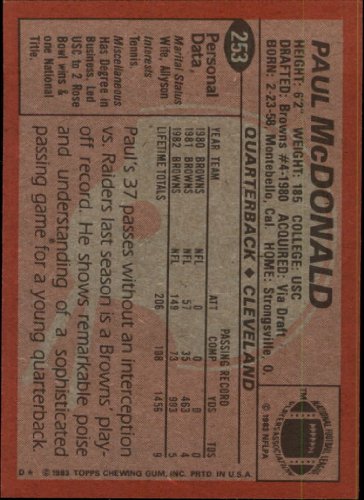 253
PAUL McDONALD
HEIGHT: 6'2" WEIGHT: 185 COLLEGE: USC
DRAFTED: Browns #4-1980 ACQUIRED: Via Draft
BORN: 2-23-58 Montebello, Cal. HOME: Strongsville, O.
QUARTERBACK ♦ CLEVELAND
NATIONAL FOOTBALL LEAGUE
PLAYERS ASSOCIATION
TM
© 1983 NFLPA
Personal
Data
Marital Status
Wife, Allyson
Interests
Tennis.
Miscellaneous
Has Degree in
Business. Led
USC to 2 Rose
Bowl wins &
one National
Title.
PASSING RECORD
YEAR TEAM ATT COMP YDS TDS
1980 BROWNS NFL
1981 BROWNS NFL 57 35 463 4
1982 BROWNS NFL 149 73 993 5
LIFETIME TOTALS 206 108 1456 9
Paul's 37 passes without an interception
vs. Raiders last season is a Browns' play-
off record. He shows remarkable poise
and understanding of a sophisticated
passing game for a young quarterback.
D* © 1983 TOPPS CHEWING GUM, INC. PRTD. IN U.S.A.